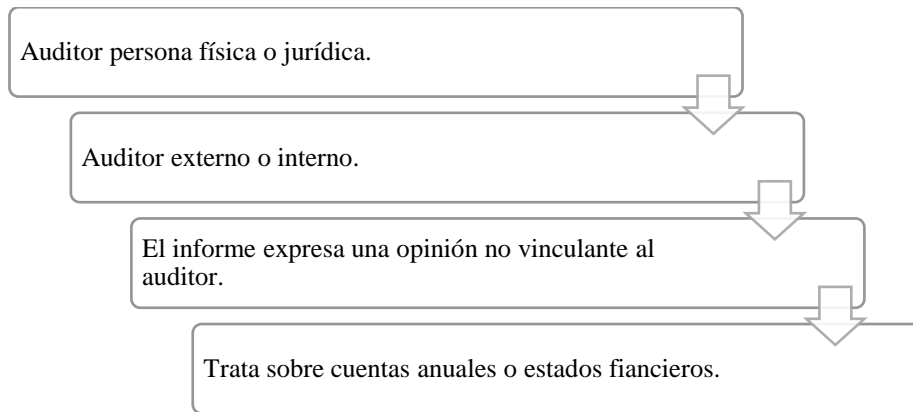 Auditor persona física o jurídica.
Auditor externo o interno.
El informe expresa una opinión no vinculante al
auditor.
Trata sobre cuentas anuales o estados fiancieros.